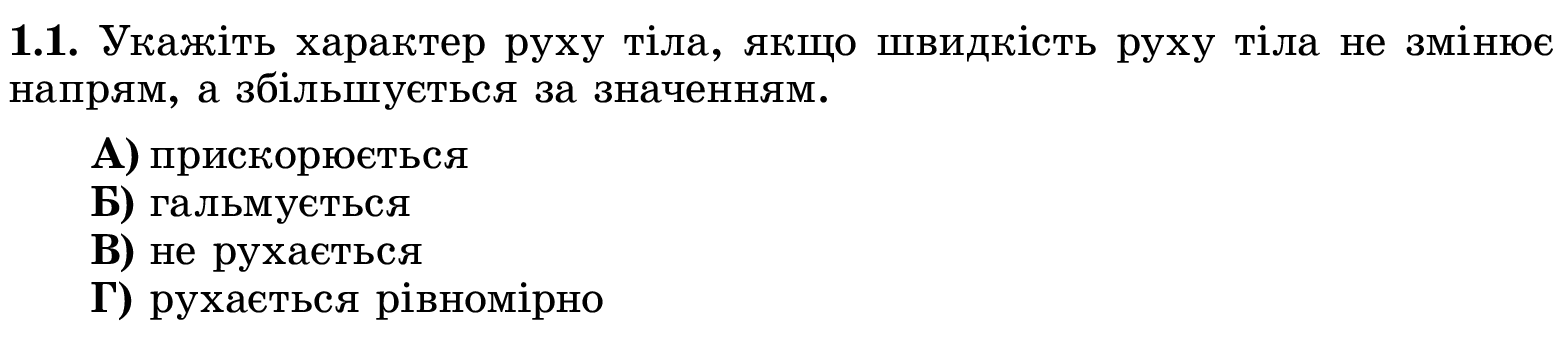 1.1. Укажіть характер руху тіла, якщо швидкість руху тіла не змінює
напрям, а збільшується за значенням.
А) прискорюється
Б) гальмується
В) не рухається
Г) рухається рівномірно